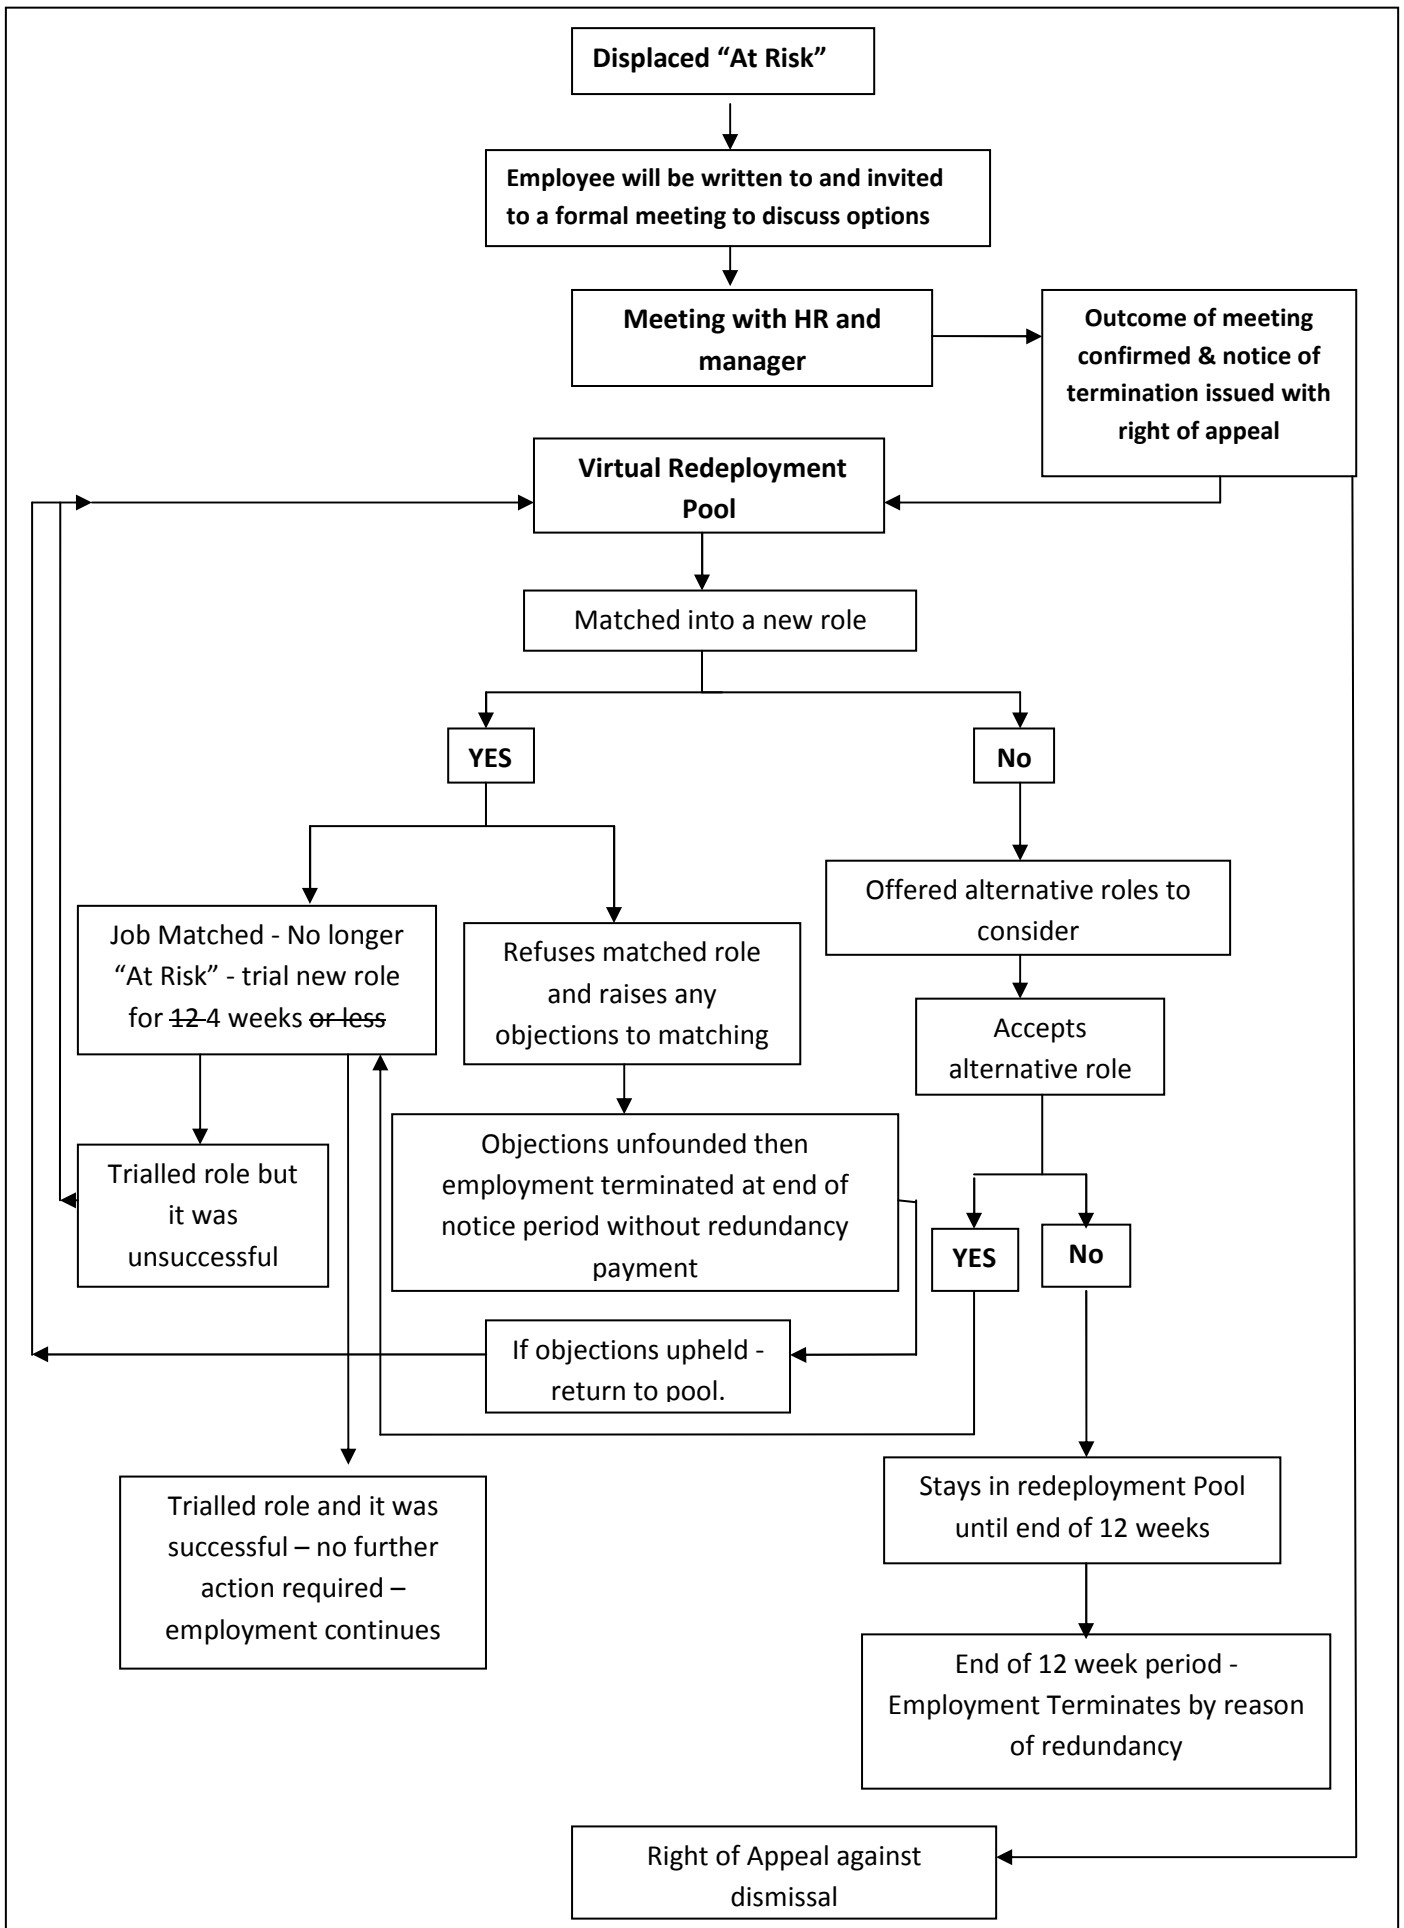 Displaced “At Risk”
Employee will be written to and invited
to a formal meeting to discuss options
Meeting with HR and
manager
Outcome of meeting
confirmed & notice of
termination issued with
right of appeal
Virtual Redeployment
Pool
Matched into a new role
YES
No
Job Matched - No longer
“At Risk” - trial new role
for 12 4 weeks or less
Refuses matched role
and raises any
objections to matching
Offered alternative roles to
consider
Accepts
alternative role
Trialled role but
it was
unsuccessful
Objections unfounded then
employment terminated at end of
notice period without redundancy
payment
YES
No
If objections upheld -
return to pool.
Trialled role and it was
successful – no further
action required –
employment continues
Stays in redeployment Pool
until end of 12 weeks
End of 12 week period -
Employment Terminates by reason
of redundancy
Right of Appeal against
dismissal